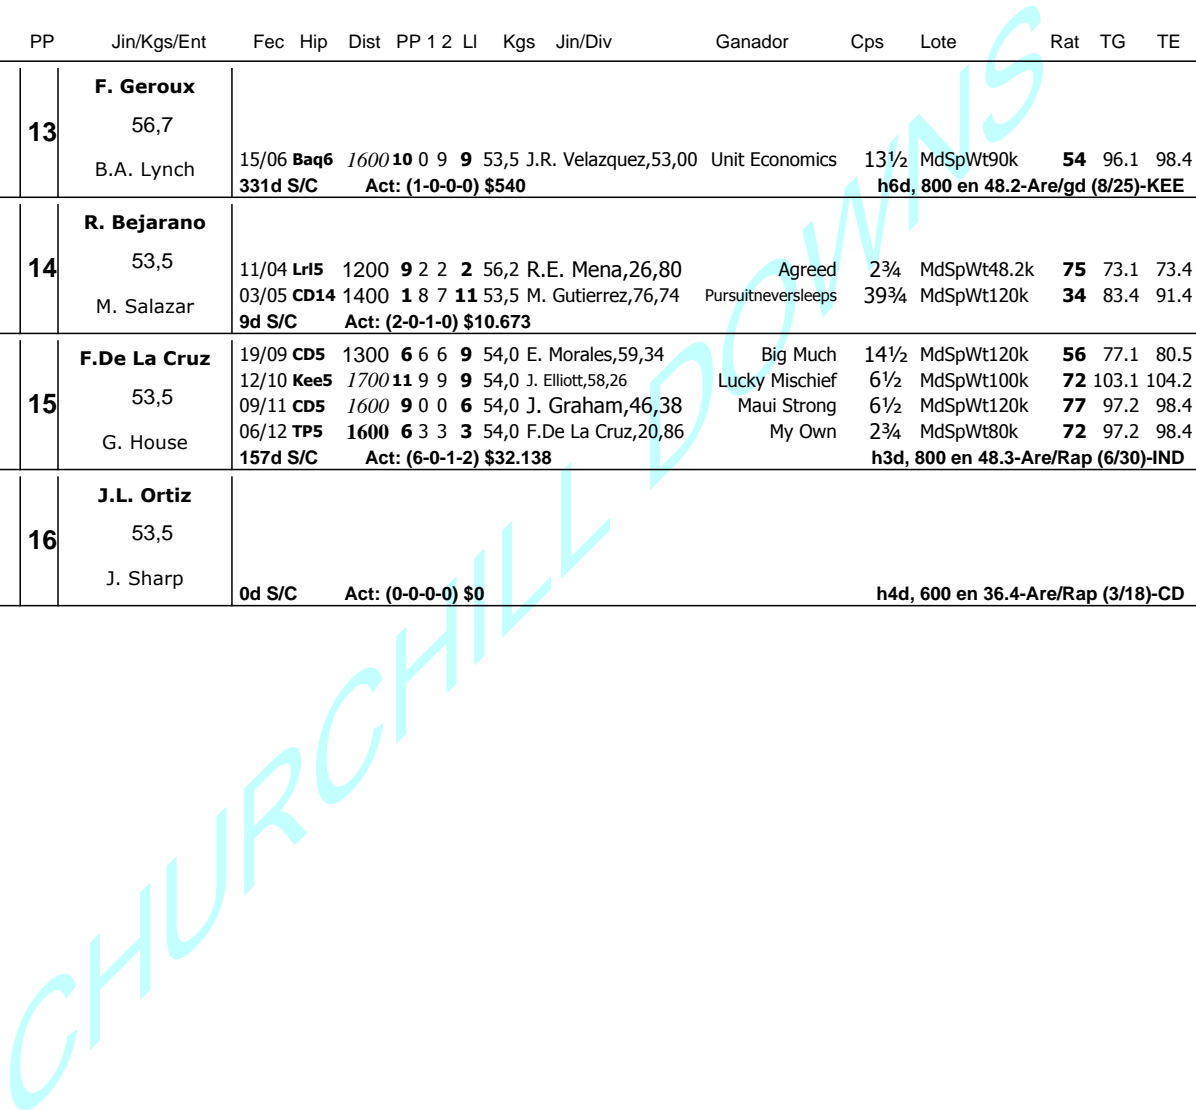 PP Jin/Kgs/Ent Fec Hip Dist PP 1 2 Ll Kgs Jin/Div Ganador Cps Lote Rat TG TE
F. Geroux
13 56,7
B.A. Lynch 15/06 Baq6 1600 10 0 9 9 53,5 J.R. Velazquez,53,00 Unit Economics 13½ MdSpWt90k 54 96.1 98.4
331d S/C Act: (1-0-0-0) $540 h6d, 800 en 48.2-Are/gd (8/25)-KEE
R. Bejarano
14 53,5 11/04 Lrl5 1200 9 2 2 2 56,2 R.E. Mena,26,80 Agreed 2¾ MdSpWt48.2k 75 73.1 73.4
M. Salazar 03/05 CD14 1400 1 8 7 11 53,5 M. Gutierrez,76,74 Pursuitneversleeps 39¾ MdSpWt120k 34 83.4 91.4
9d S/C Act: (2-0-1-0) $10.673
F.De La Cruz 19/09 CD5 1300 6 6 6 9 54,0 E. Morales,59,34 Big Much 14½ MdSpWt120k 56 77.1 80.5
12/10 Kee5 1700 11 9 9 9 54,0 J. Elliott,58,26 Lucky Mischief 6½ MdSpWt100k 72 103.1 104.2
15 53,5 09/11 CD5 1600 9 0 0 6 54,0 J. Graham,46,38 Maui Strong 6½ MdSpWt120k 77 97.2 98.4
G. House 06/12 TP5 1600 6 3 3 3 54,0 F.De La Cruz,20,86 My Own 2¾ MdSpWt80k 72 97.2 98.4
157d S/C Act: (6-0-1-2) $32.138 h3d, 800 en 48.3-Are/Rap (6/30)-IND
J.L. Ortiz
16 53,5
J. Sharp
0d S/C Act: (0-0-0-0) $0 h4d, 600 en 36.4-Are/Rap (3/18)-CD
CHURCHILL DOWNS